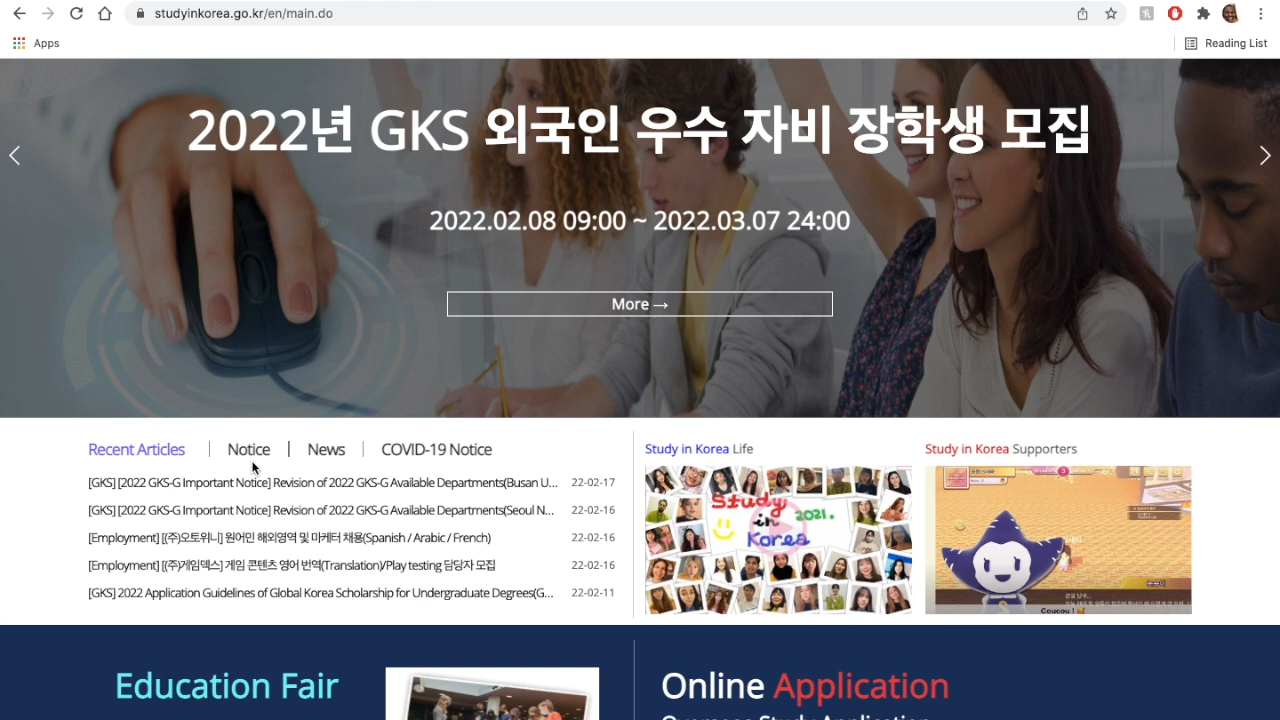 studyinkorea.go.kr/en/main.do
Apps
Reading List
2022년 GKS 외국인 우수 자비 장학생 모집
2022.02.08 09:00 ~ 2022.03.07 24:00
More →
Recent Articles | Notice | News | COVID-19 Notice
[GKS] [2022 GKS-G Important Notice] Revision of 2022 GKS-G Available Departments(Busan U... 22-02-17
[GKS] [2022 GKS-G Important Notice] Revision of 2022 GKS-G Available Departments(Seoul N... 22-02-16
[Employment] [(주)오토위니] 원어민 해외영역 및 마케터 채용(Spanish / Arabic / French) 22-02-16
[Employment] [(주)게임덱스] 게임 콘텐츠 영어 번역(Translation)/Play testing 담당자 모집 22-02-16
[GKS] 2022 Application Guidelines of Global Korea Scholarship for Undergraduate Degrees(G... 22-02-11
Study in Korea Life
Study in Korea 2021.
Study in Korea Supporters
Coucou !
Education Fair
Online Application
Overseas Study Application